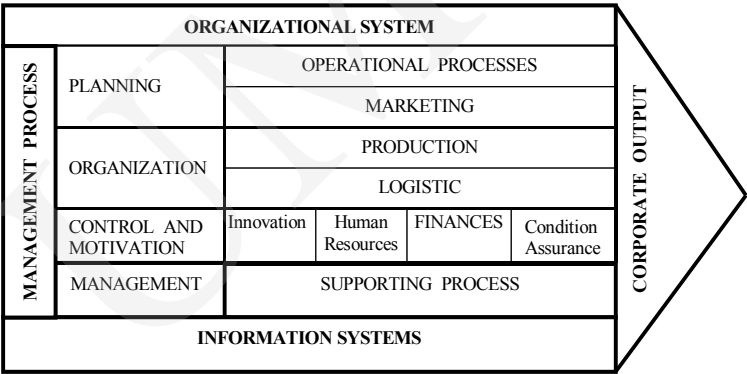 ORGANIZATIONAL SYSTEM
MANAGEMENT PROCESS
PLANNING
OPERATIONAL PROCESSES
MARKETING
ORGANIZATION
PRODUCTION
LOGISTIC
CONTROL AND
MOTIVATION
Innovation
Human
Resources
FINANCES
Condition
Assurance
MANAGEMENT
SUPPORTING PROCESS
INFORMATION SYSTEMS
CORPORATE OUTPUT